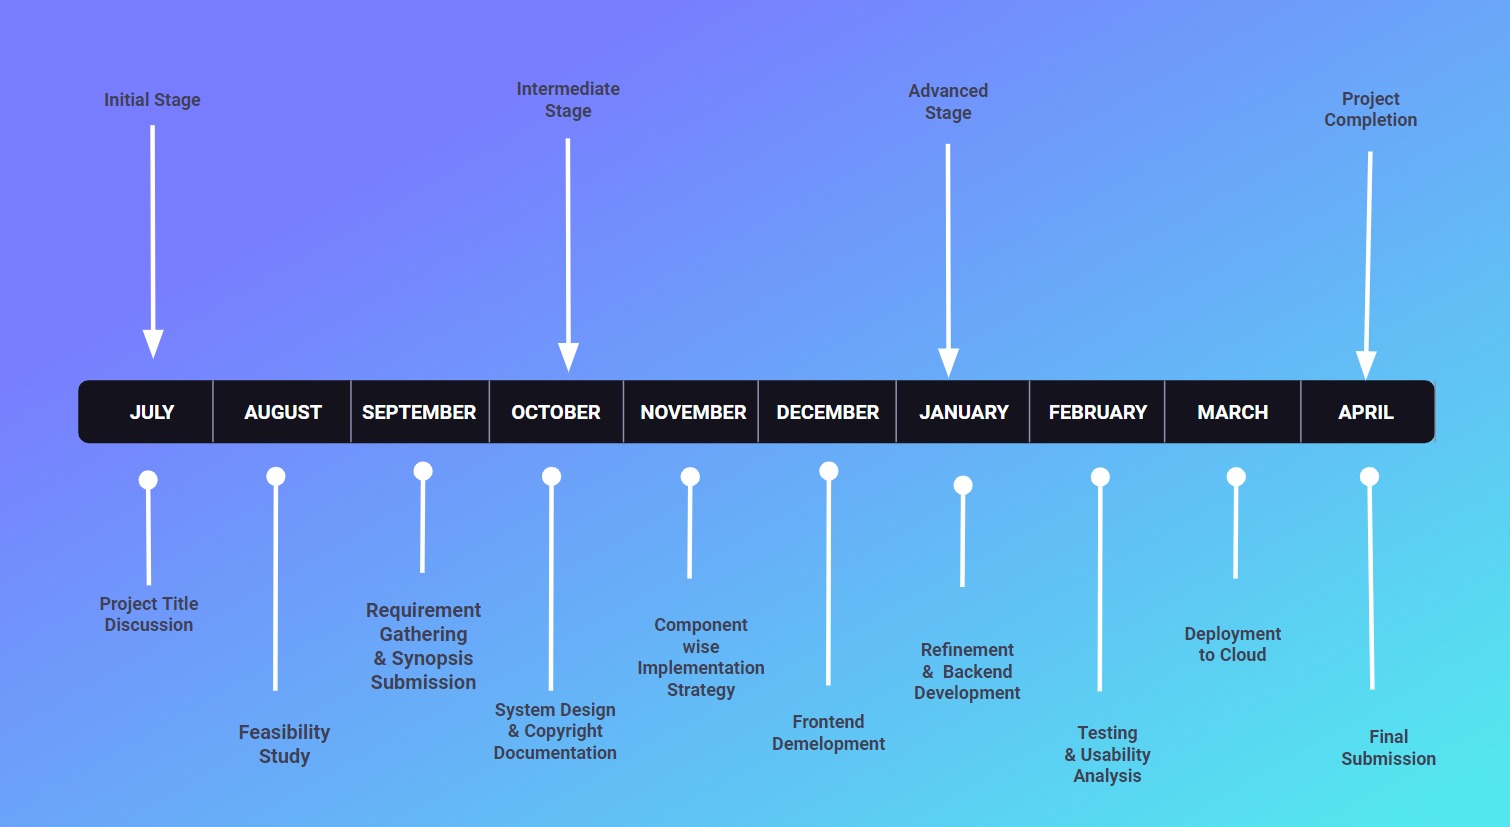 Initial Stage
Intermediate
Stage
Advanced
Stage
Project
Completion
JULY
AUGUST
SEPTEMBER
OCTOBER
NOVEMBER
DECEMBER
JANUARY
FEBRUARY
MARCH
APRIL
Project Title
Discussion
Feasibility
Study
Requirement
Gathering
& Synopsis
Submission
System Design
& Copyright
Documentation
Component
wise
Implementation
Strategy
Frontend
Demelopment
Refinement
& Backend
Development
Testing
& Usability
Analysis
Deployment
to Cloud
Final
Submission